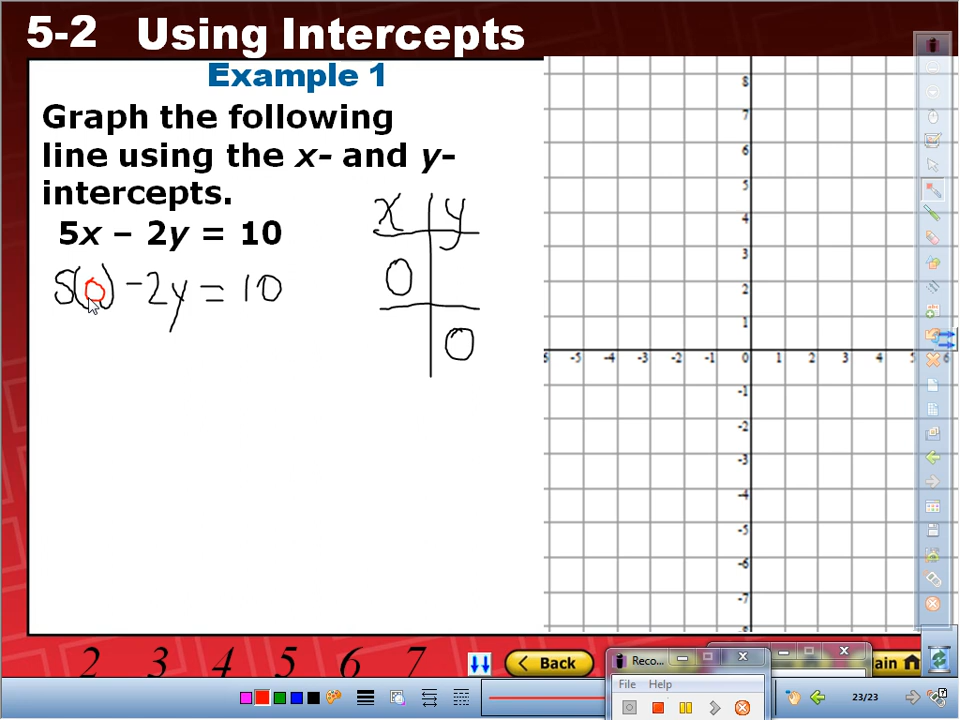 5-2 Using Intercepts
Example 1
Graph the following
line using the x- and y-
intercepts.
5x – 2y = 10
x y
5(0) -2y = 10
0
0
8
7
6
5
4
3
2
1
-5 -4 -3 -2 -1 0 1 2 3 4 5 6
-1
-2
-3
-4
-5
-6
-7
2 3 4 5 6 7
Back
ain
Reco...
File Help
23/23